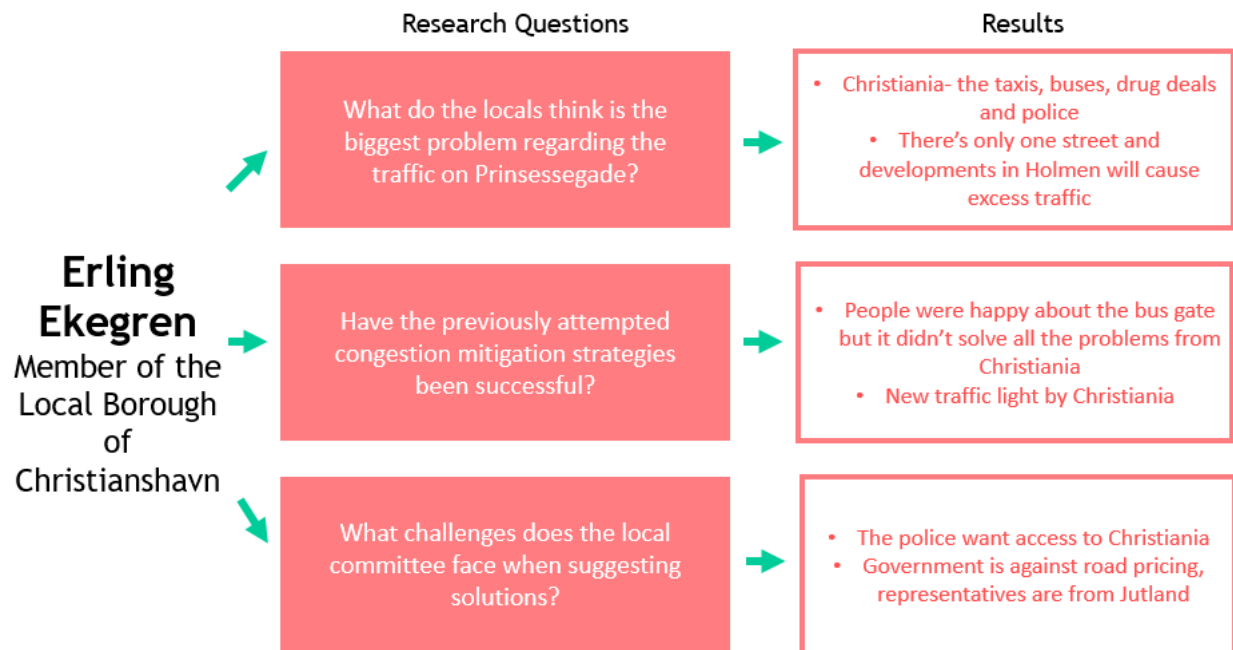 Research Questions
Results
What do the locals think is the
biggest problem regarding the
traffic on Prinsessegade?
• Christiania- the taxis, buses, drug deals
and police
• There’s only one street and
developments in Holmen will cause
excess traffic
Erling
Ekegren
Member of the
Local Borough
of
Christianshavn
Have the previously attempted
congestion mitigation strategies
been successful?
• People were happy about the bus gate
but it didn’t solve all the problems from
Christiania
• New traffic light by Christiania
What challenges does the local
committee face when suggesting
solutions?
• The police want access to Christiania
• Government is against road pricing,
representatives are from Jutland